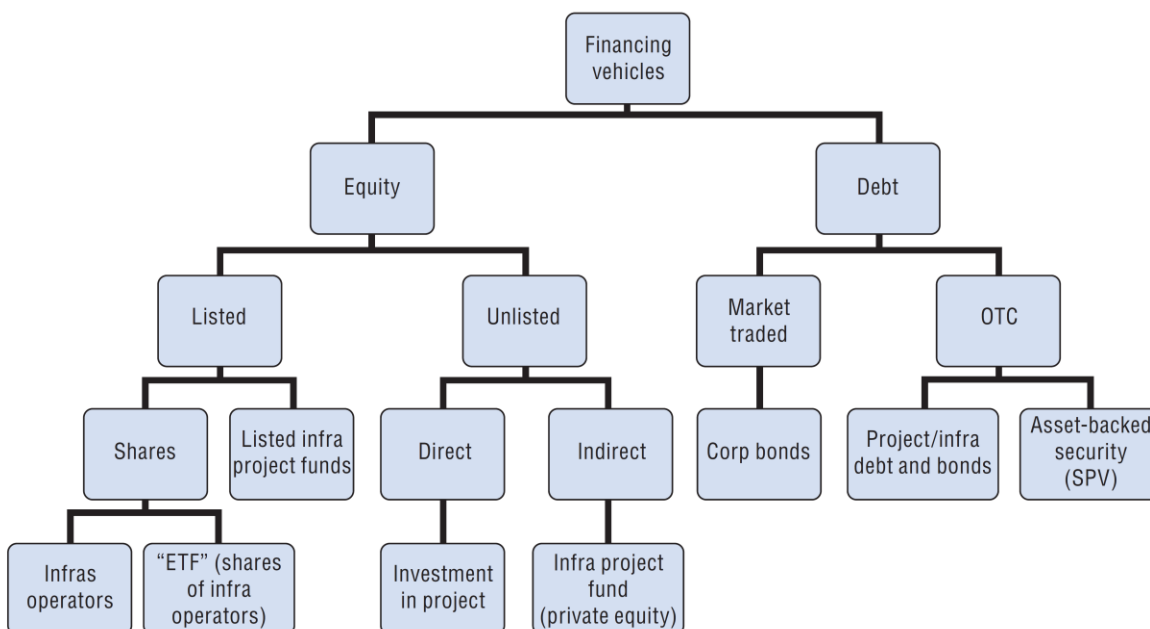 Financing
vehicles
Equity
Debt
Listed
Unlisted
Market
traded
OTC
Shares
Listed infra
project funds
Direct
Indirect
Corp bonds
Project/infra
debt and bonds
Asset-backed
security
(SPV)
Infras
operators
“ETF” (shares
of infra
operators)
Investment
in project
Infra project
fund
(private equity)